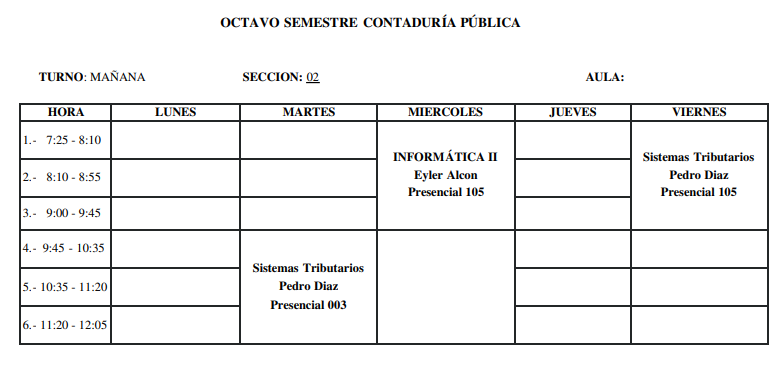 OCTAVO SEMESTRE CONTADURÍA PÚBLICA
TURNO: MAÑANA SECCION: 02 AULA:
HORA LUNES MARTES MIERCOLES JUEVES VIERNES
1.- 7:25 - 8:10
2.- 8:10 - 8:55
3.- 9:00 - 9:45
INFORMÁTICA II
Eyler Alcon
Presencial 105
Sistemas Tributarios
Pedro Diaz
Presencial 105
4.- 9:45 - 10:35
5.- 10:35 - 11:20
6.- 11:20 - 12:05
Sistemas Tributarios
Pedro Diaz
Presencial 003